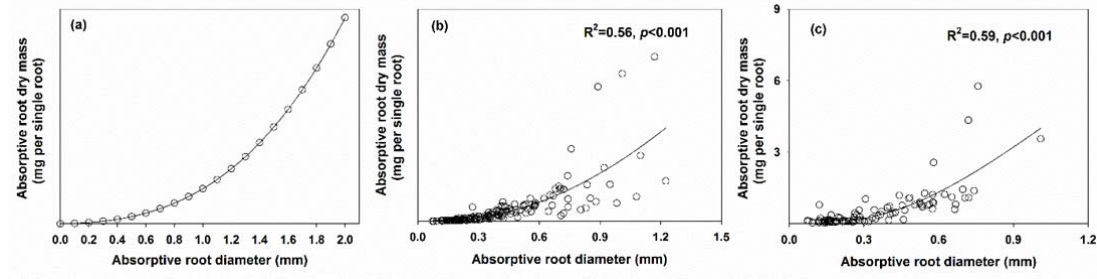 (a)
Absorptive root dry mass
(mg per single root)
0.0 0.2 0.4 0.6 0.8 1.0 1.2 1.4 1.6 1.8 2.0
Absorptive root diameter (mm)
(b)
R²=0.56, p<0.001
Absorptive root dry mass
(mg per single root)
0.0 0.3 0.6 0.9 1.2 1.5
Absorptive root diameter (mm)
(c)
R²=0.59, p<0.001
Absorptive root dry mass
(mg per single root)
9
6
3
0.0 0.3 0.6 0.9 1.2
Absorptive root diameter (mm)